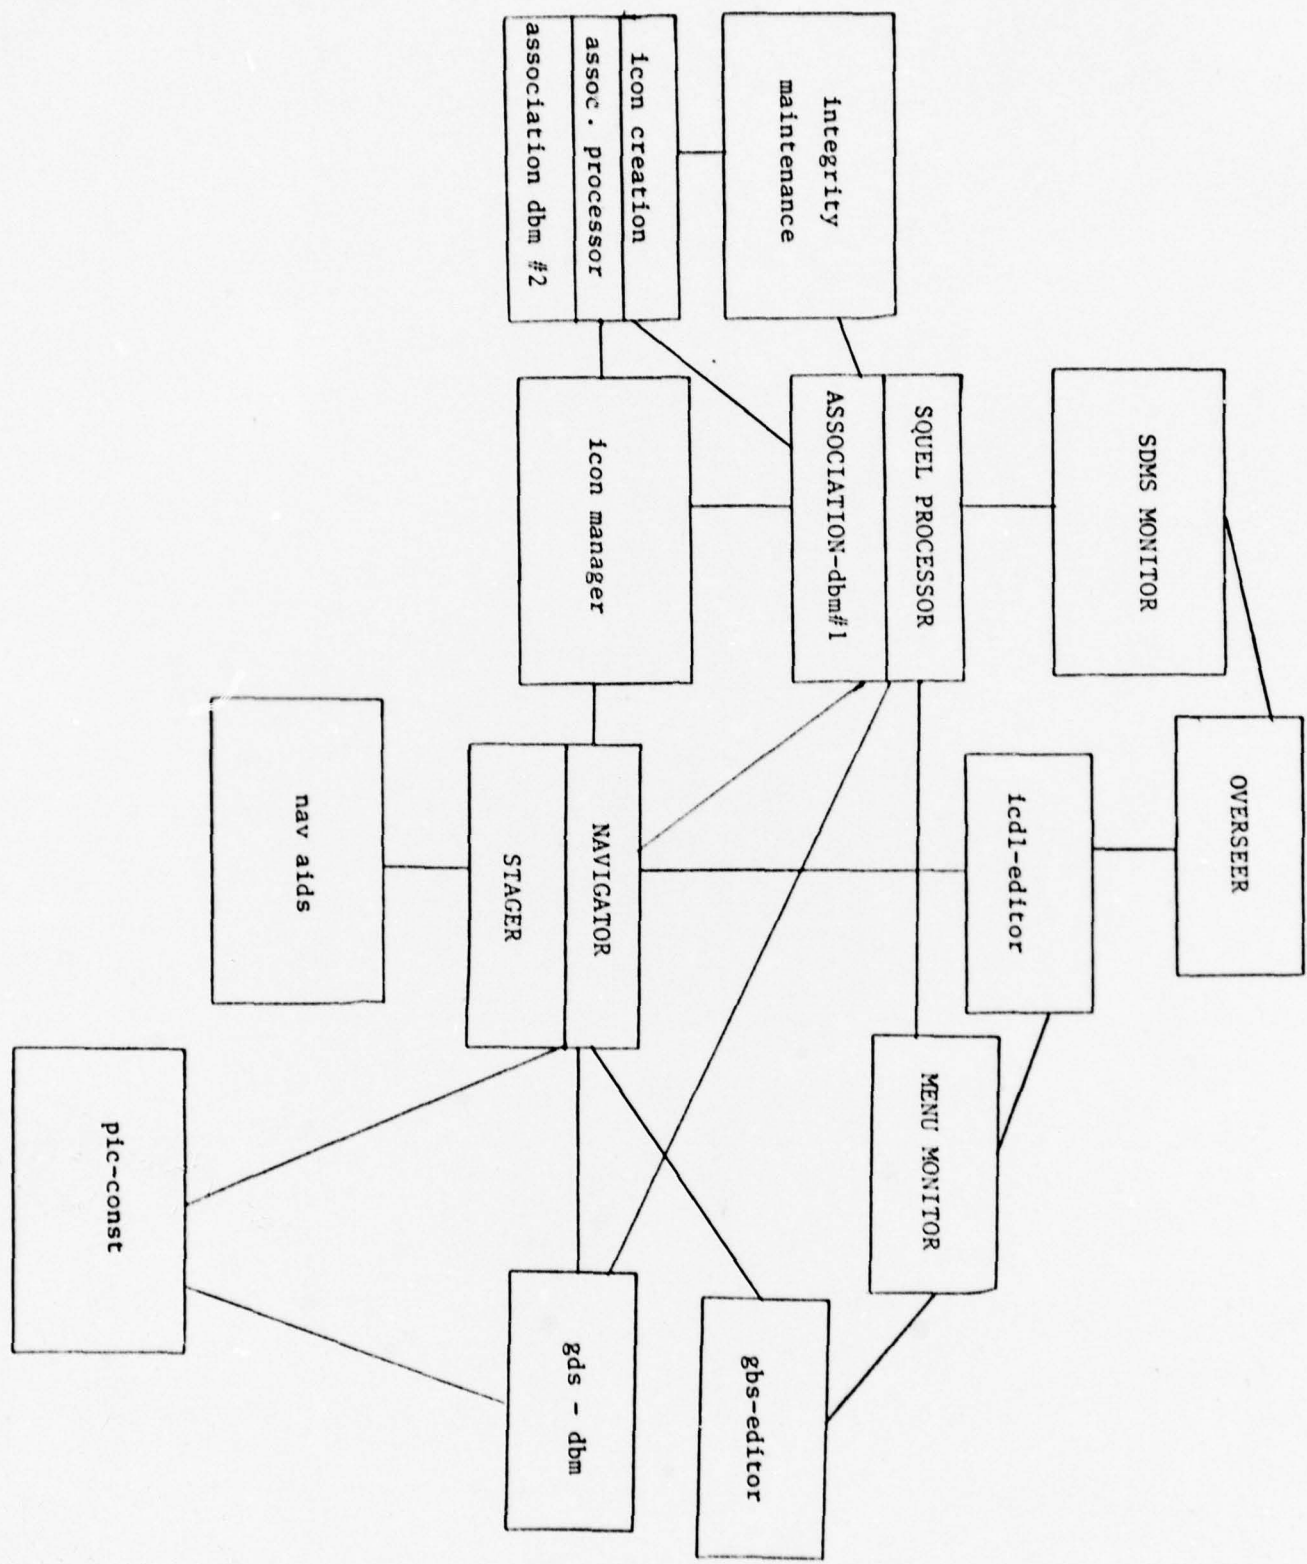 OVERSEER
SDMS MONITOR
icdl-editor
SQUEL PROCESSOR
ASSOCIATION-dbm#1
MENU MONITOR
integrity
maintenance
gbs-editor
icon creation
assoc. processor
association dbm #2
icon manager
NAVIGATOR
STAGER
gds - dbm
nav aids
pic-const